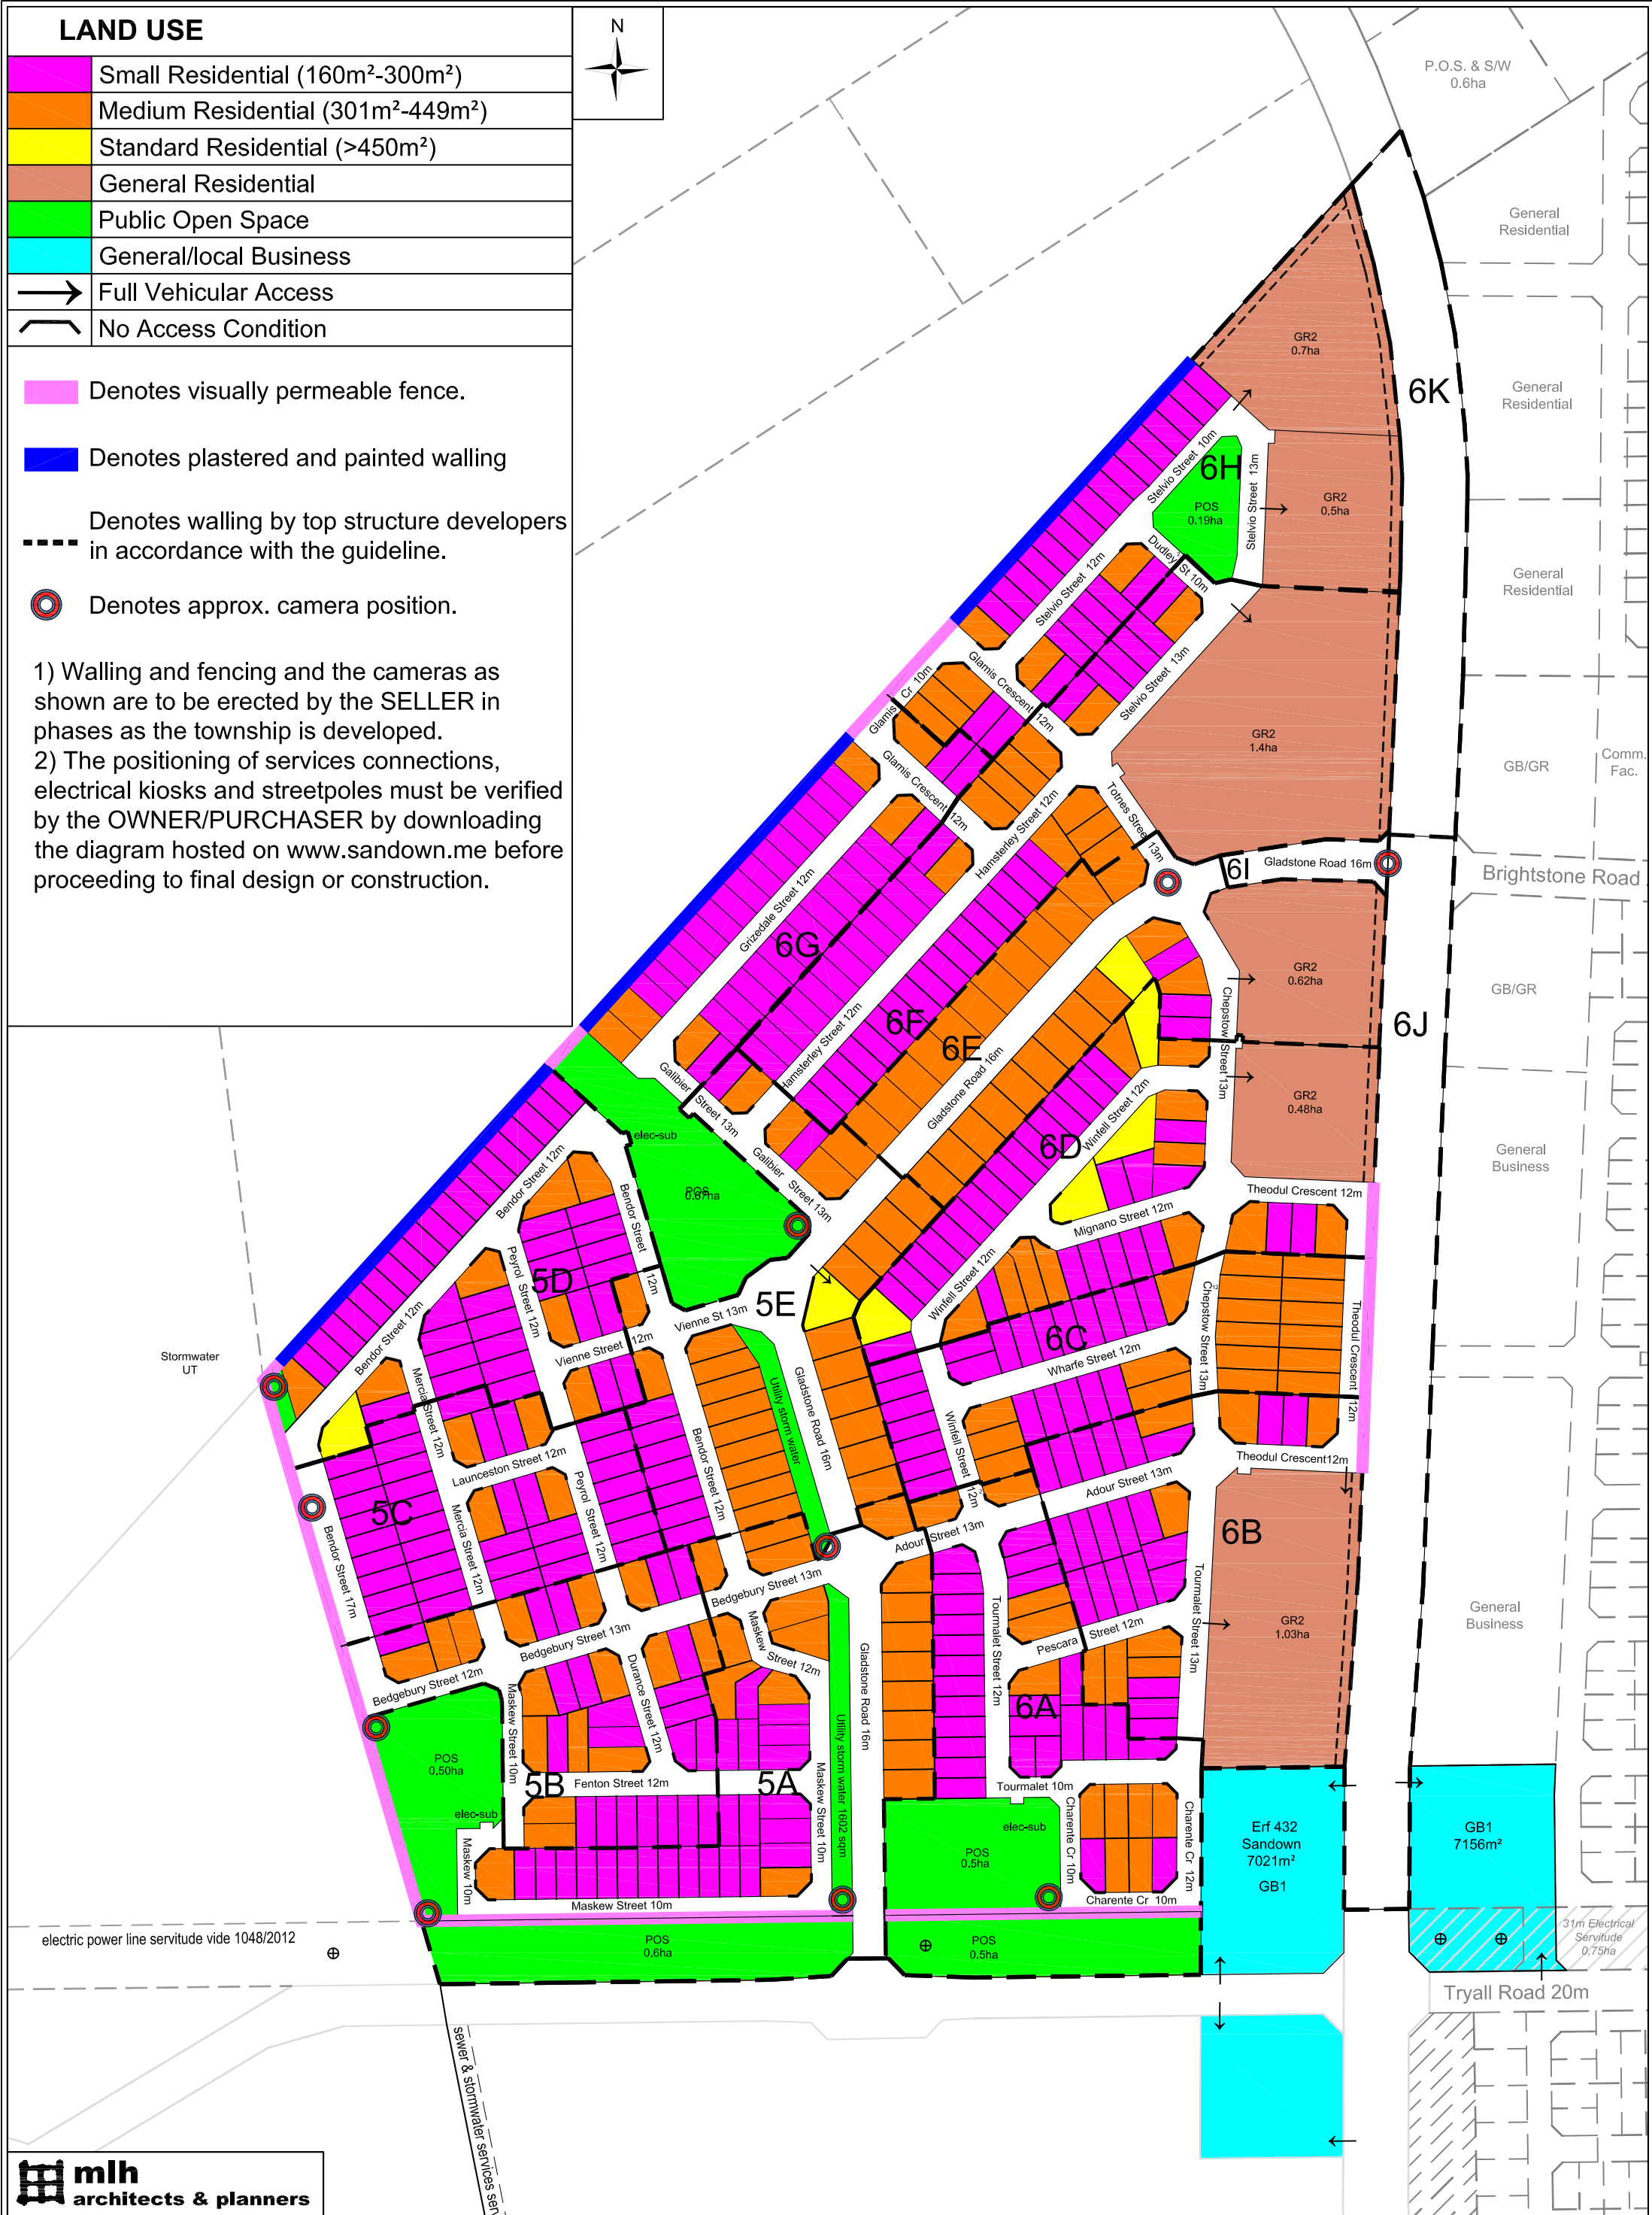 LAND USE
Small Residential (160m²-300m²)
Medium Residential (301m²-449m²)
Standard Residential (>450m²)
General Residential
Public Open Space
General/local Business
Full Vehicular Access
No Access Condition
Denotes visually permeable fence.
Denotes plastered and painted walling
Denotes walling by top structure developers
in accordance with the guideline.
Denotes approx. camera position.
1) Walling and fencing and the cameras as
shown are to be erected by the SELLER in
phases as the township is developed.
2) The positioning of services connections,
electrical kiosks and streetpoles must be verified
by the OWNER/PURCHASER by downloading
the diagram hosted on www.sandown.me before
proceeding to final design or construction.
N
P.O.S. & S/W
0.6ha
General
Residential
GR2
0.7ha
6K
General
Residential
Stelvio Street 10m
6H
POS
0.19ha
Stelvio Street 13m
GR2
0.5ha
Dudley St 10m
General
Residential
Stelvio Street 12m
Glamis Crescent 12m
Stelvio Street 13m
Glamis Cr 10m
GR2
1.4ha
GB/GR
Comm.
Fac.
Glamis Crescent 12m
Hamsterley Street 12m
Totnes Street 13m
6I
Gladstone Road 16m
Brightstone Road
Grizedale Street 12m
6G
GR2
0.62ha
GB/GR
Hamsterley Street 12m
6F
6E
Chepstow Street 13m
6J
Gladstone Road 16m
Galibier Street 13m
GR2
0.48ha
elec-sub
POS
Galibier Street 13m
6D
Winfell Street 12m
General
Business
Bendor Street 12m
Bendor Street 12m
Theodul Crescent 12m
Mignano Street 12m
Peyrol Street 12m
5D
5E
Winfell Street 12m
Chepstow Street 13m
Theodul Crescent 12m
Vienne St 13m
Vienne Street 12m
6C
Wharfe Street 12m
Bendor Street 12m
Stormwater
UT
Mercia Street 12m
Utility storm water
Gladstone Road 16m
Winfell Street 12m
Bendor Street 12m
Launceston Street 12m
Theodul Crescent12m
Adour Street 13m
5C
Peyrol Street 12m
Mercia Street 12m
Bendor Street 17m
Adour Street 13m
6B
Bedgebury Street 13m
Bedgebury Street 13m
Maskew Street 12m
Tourmalet Street 12m
Pescara Street 12m
Tourmalet Street 13m
GR2
1.03ha
General
Business
Bedgebury Street 12m
Durance Street 12m
Gladstone Road 16m
Maskew Street 10m
6A
POS
0.50ha
Utility storm water 1602 sqm
5B
Fenton Street 12m
5A
Maskew Street 10m
Tourmalet 10m
elec-sub
elec-sub
Charente Cr 10m
Charente Cr 12m
Erf 432
Sandown
7021m²
GB1
GB1
7156m²
POS
0.5ha
Maskew 10m
Maskew Street 10m
Charente Cr 10m
electric power line servitude vide 1048/2012
POS
0.6ha
POS
0.5ha
31m Electrical
Servitude
0,75ha
Tryall Road 20m
sewer & stormwater services
mlh
architects & planners